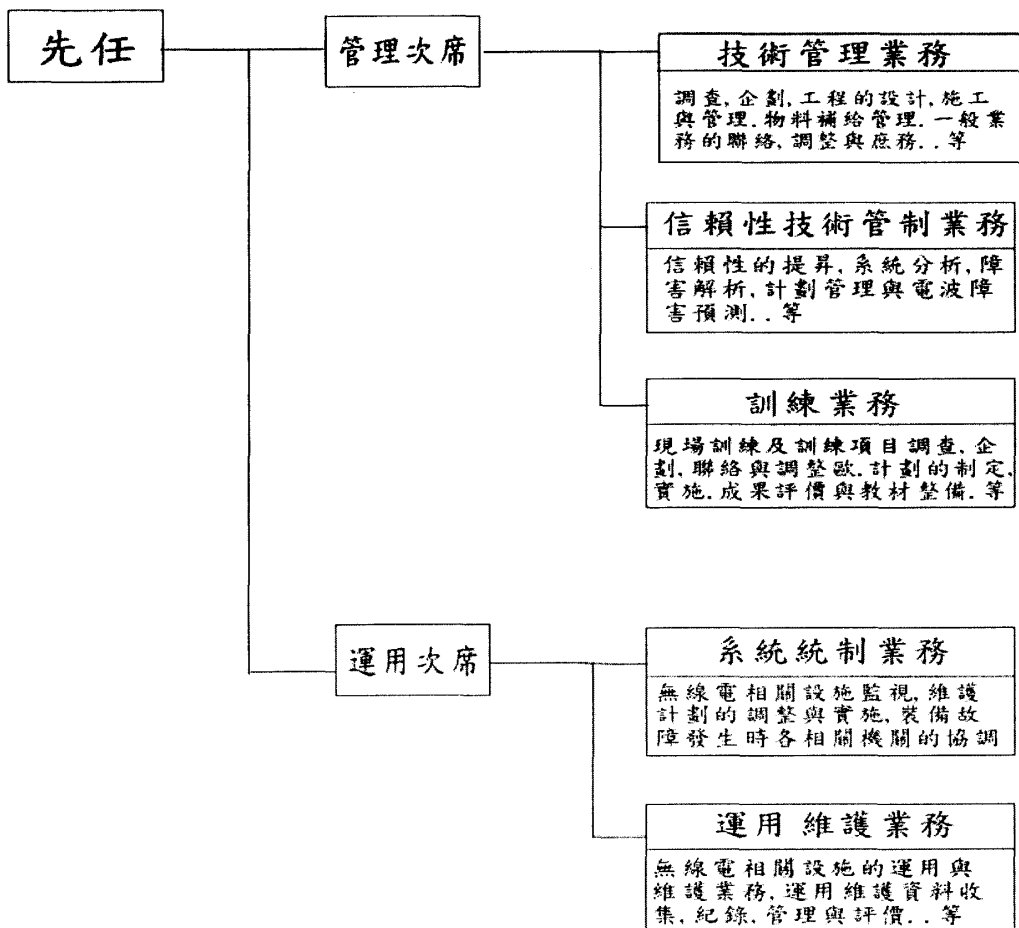 先任
管理次席
技術管理業務
調查, 企劃, 工程的設計, 施工
與管理. 物料補給管理. 一般業
務的聯絡, 調整與庶務. . 等
信賴性技術管制業務
信賴性的提昇, 系統分析, 障
害解析, 計劃管理與電波障
害預測. . 等
訓練業務
現場訓練及訓練項目調查, 企
劃, 聯絡與調整歐. 計劃的制定,
實施. 成果評價與教材整備. 等
運用次席
系統統制業務
無線電相關設施監視, 維護
計劃的調整與實施, 裝備故
障發生時各相關機關的協調
運用維護業務
無線電相關設施的運用與
維護業務, 運用維護資料收
集, 紀錄, 管理與評價. . 等